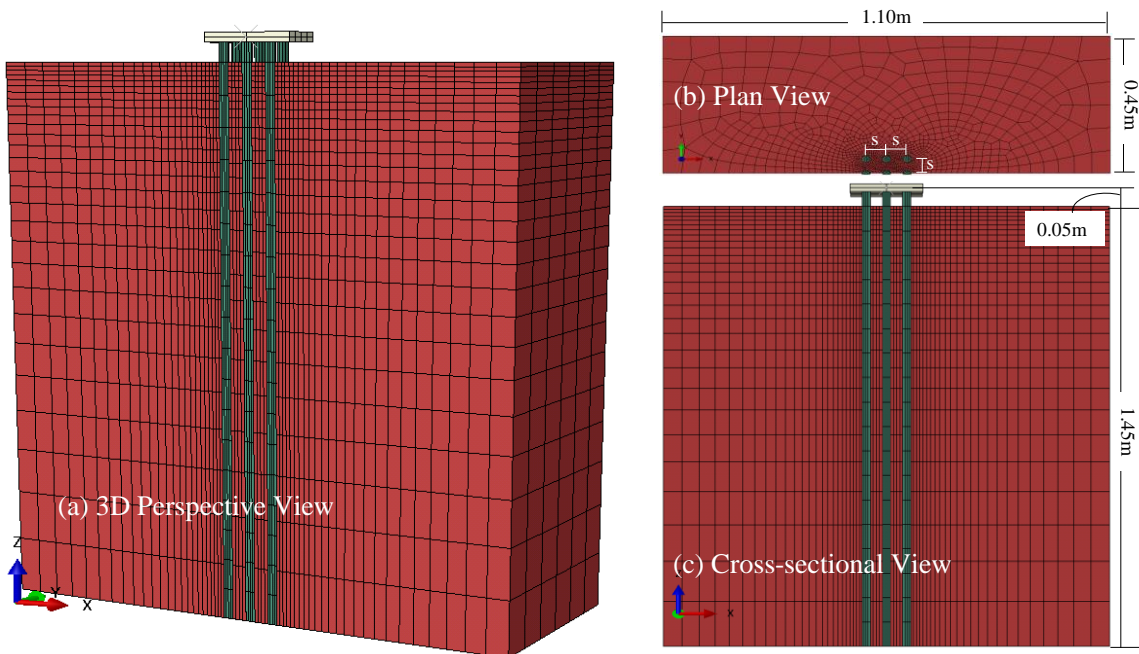 1.10m
(b) Plan View
0.45m
s
s
s
Y
X
0.05m
(a) 3D Perspective View
Z
Y
X
1.45m
(c) Cross-sectional View
X